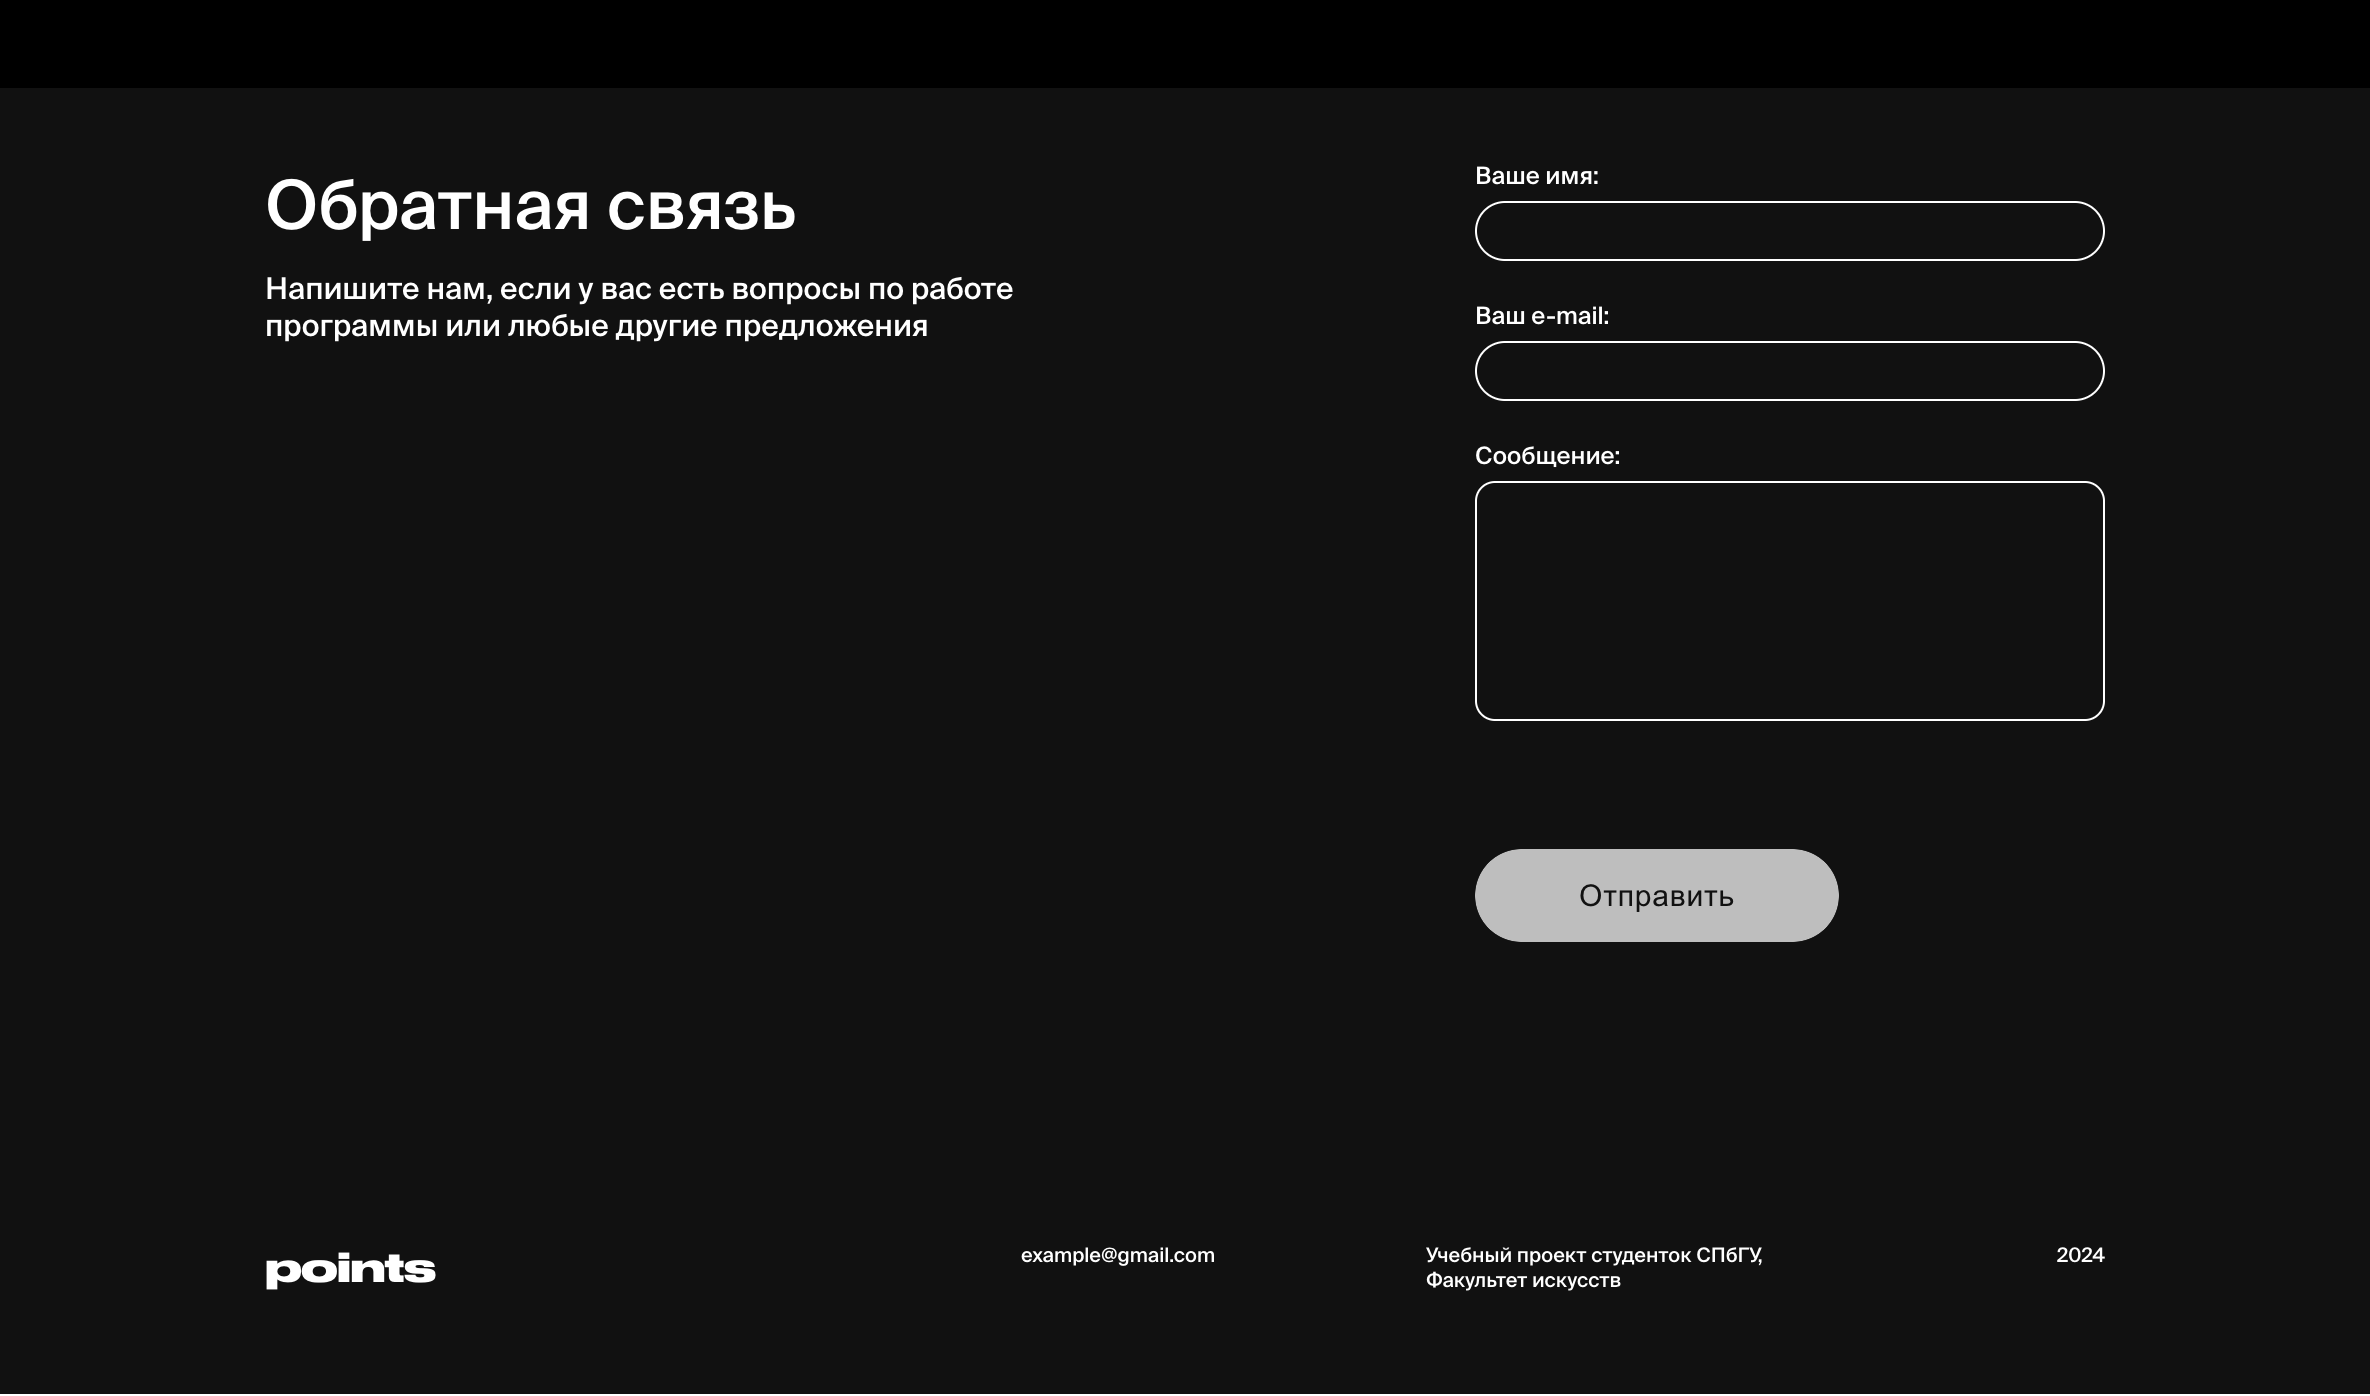 Обратная связь
Напишите нам, если у вас есть вопросы по работе
программы или любые другие предложения
Ваше имя:
Ваш e-mail:
Сообщение:
Отправить
points
example@gmail.com
Учебный проект студенток СПбГУ,
Факультет искусств
2024